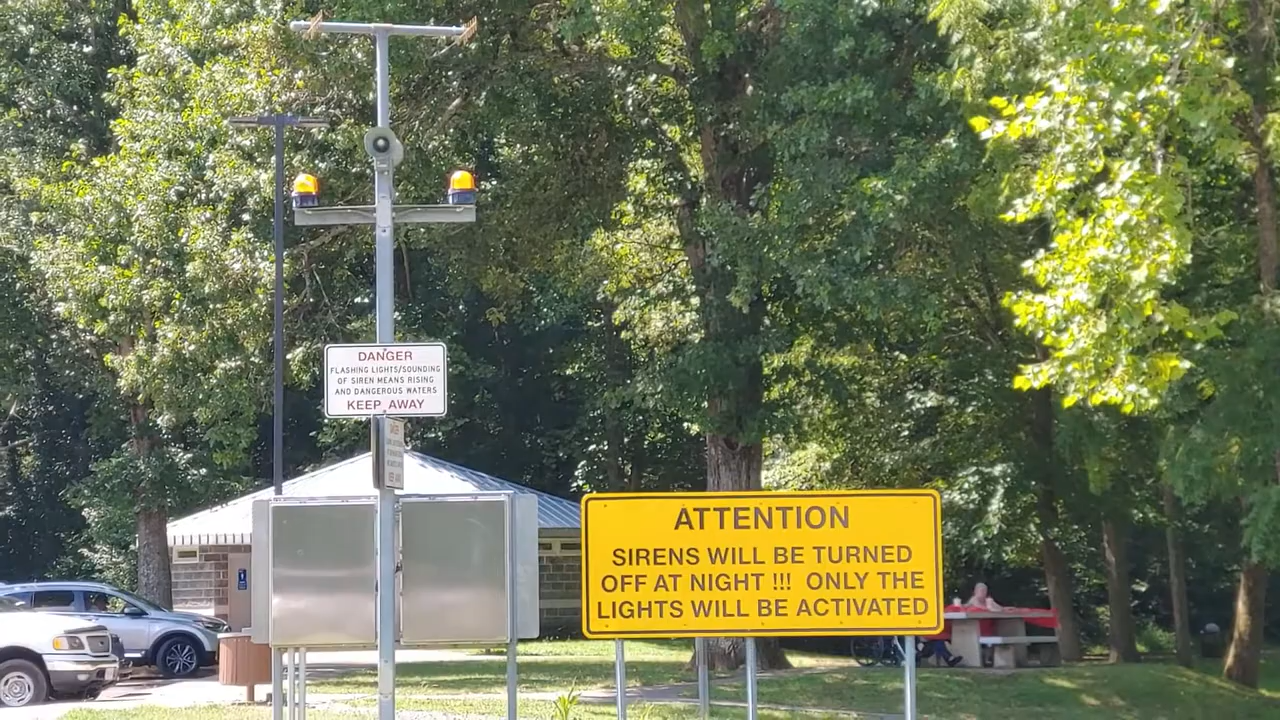 DANGER
FLASHING LIGHTS/SOUNDING
OF SIREN MEANS RISING
AND DANGEROUS WATERS
KEEP AWAY
ATTENTION
SIRENS WILL BE TURNED
OFF AT NIGHT !!! ONLY THE
LIGHTS WILL BE ACTIVATED